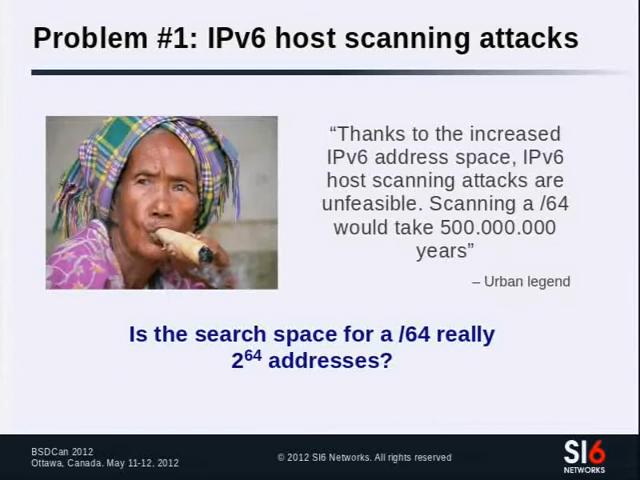 Problem #1: IPv6 host scanning attacks
“Thanks to the increased
IPv6 address space, IPv6
host scanning attacks are
unfeasible. Scanning a /64
would take 500.000.000
years”
– Urban legend
Is the search space for a /64 really
2^64 addresses?
BSDCan 2012
Ottawa, Canada. May 11-12, 2012
© 2012 SI6 Networks. All rights reserved
SI6
NETWORKS